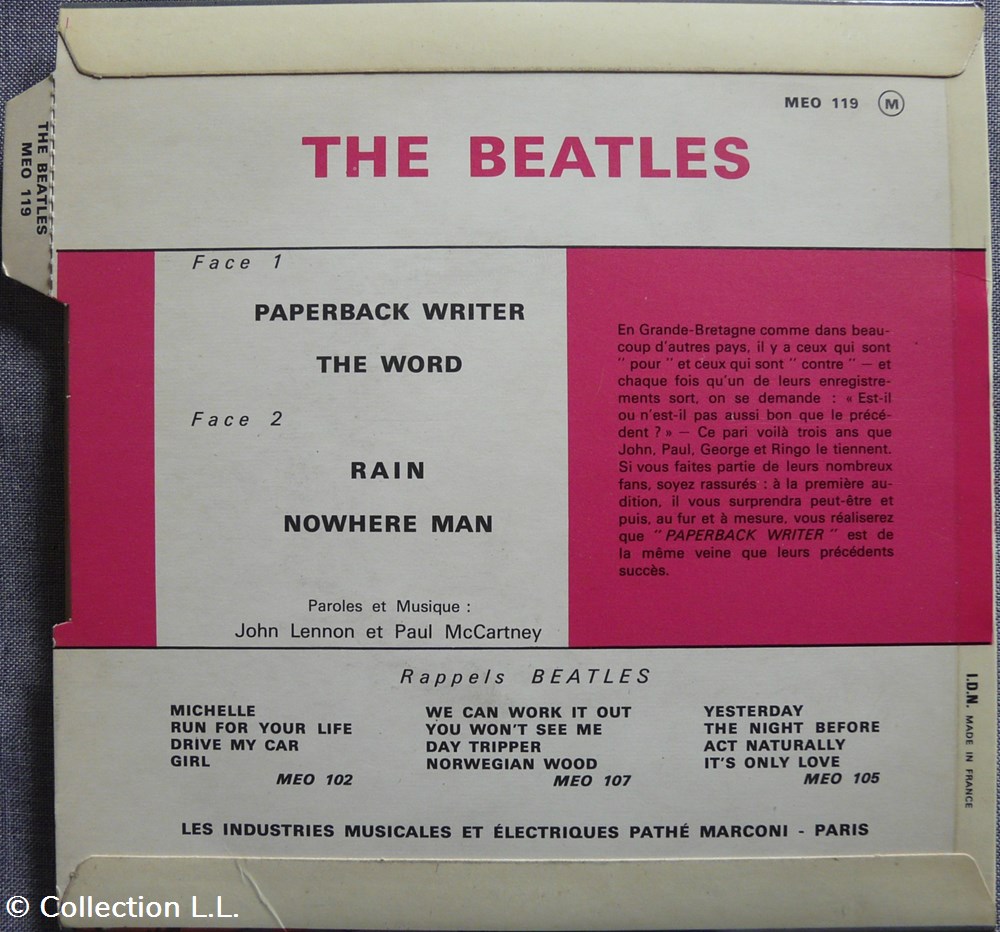 MEO 119 M
THE BEATLES
THE BEATLES
MEO 119
Face 1
PAPERBACK WRITER
THE WORD
Face 2
RAIN
NOWHERE MAN
Paroles et Musique :
John Lennon et Paul McCartney
En Grande-Bretagne comme dans beau-
coup d'autres pays, il y a ceux qui sont
" pour " et ceux qui sont " contre " — et
chaque fois qu'un de leurs enregistre-
ments sort, on se demande : « Est-il
ou n'est-il pas aussi bon que le précé-
dent ? » — Ce pari voilà trois ans que
John, Paul, George et Ringo le tiennent.
Si vous faites partie de leurs nombreux
fans, soyez rassurés : à la première au-
dition, il vous surprendra peut-être et
puis, au fur et à mesure, vous réaliserez
que " PAPERBACK WRITER " est de
la même veine que leurs précédents
succès.
Rappels BEATLES
MICHELLE
RUN FOR YOUR LIFE
DRIVE MY CAR
GIRL
MEO 102
WE CAN WORK IT OUT
YOU WON'T SEE ME
DAY TRIPPER
NORWEGIAN WOOD
MEO 107
YESTERDAY
THE NIGHT BEFORE
ACT NATURALLY
IT'S ONLY LOVE
MEO 105
I.D.N. MADE IN FRANCE
LES INDUSTRIES MUSICALES ET ÉLECTRIQUES PATHÉ MARCONI - PARIS
© Collection L.L.